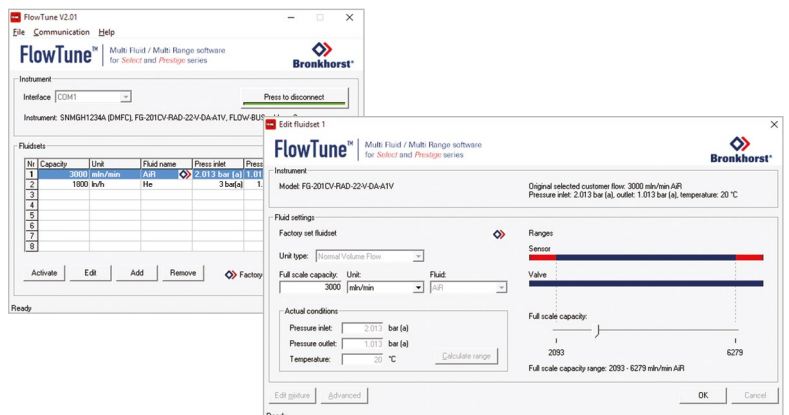 FlowTune V2.01
File Communication Help
FlowTune™ Multi Fluid / Multi Range software
for Select and Prestige series
Bronkhorst®
Instrument
Interface COM1 Press to disconnect
Instrument: SNMGH1234A (DMFC), FG-201CV-RAD-22-V-DA-A1V, FLOW-BUS
Fluidsets
Nr Capacity Unit Fluid name Press inlet Press
1 3000 mln/min AiR 2.013 bar (a) 1.01
2 1800 ln/h He 3 bar(a) 1.
3
4
5
6
7
8
Activate Edit Add Remove Factory
Ready
Edit fluidset 1
FlowTune™ Multi Fluid / Multi Range software
for Select and Prestige series
Bronkhorst®
Instrument
Model: FG-201CV-RAD-22-V-DA-A1V Original selected customer flow: 3000 mln/min AiR
Pressure inlet: 2.013 bar (a), outlet: 1.013 bar (a), temperature: 20 °C
Fluid settings
Factory set fluidset
Unit type: Normal Volume Flow
Full scale capacity: Unit: Fluid:
3000 mln/min AiR
Actual conditions
Pressure inlet: 2.013 bar (a)
Pressure outlet: 1.013 bar (a)
Temperature: 20 °C
Calculate range
Ranges
Sensor
Valve
Full scale capacity:
2093 6279
Full scale capacity range: 2093 - 6279 mln/min AiR
Edit mixture Advanced OK Cancel